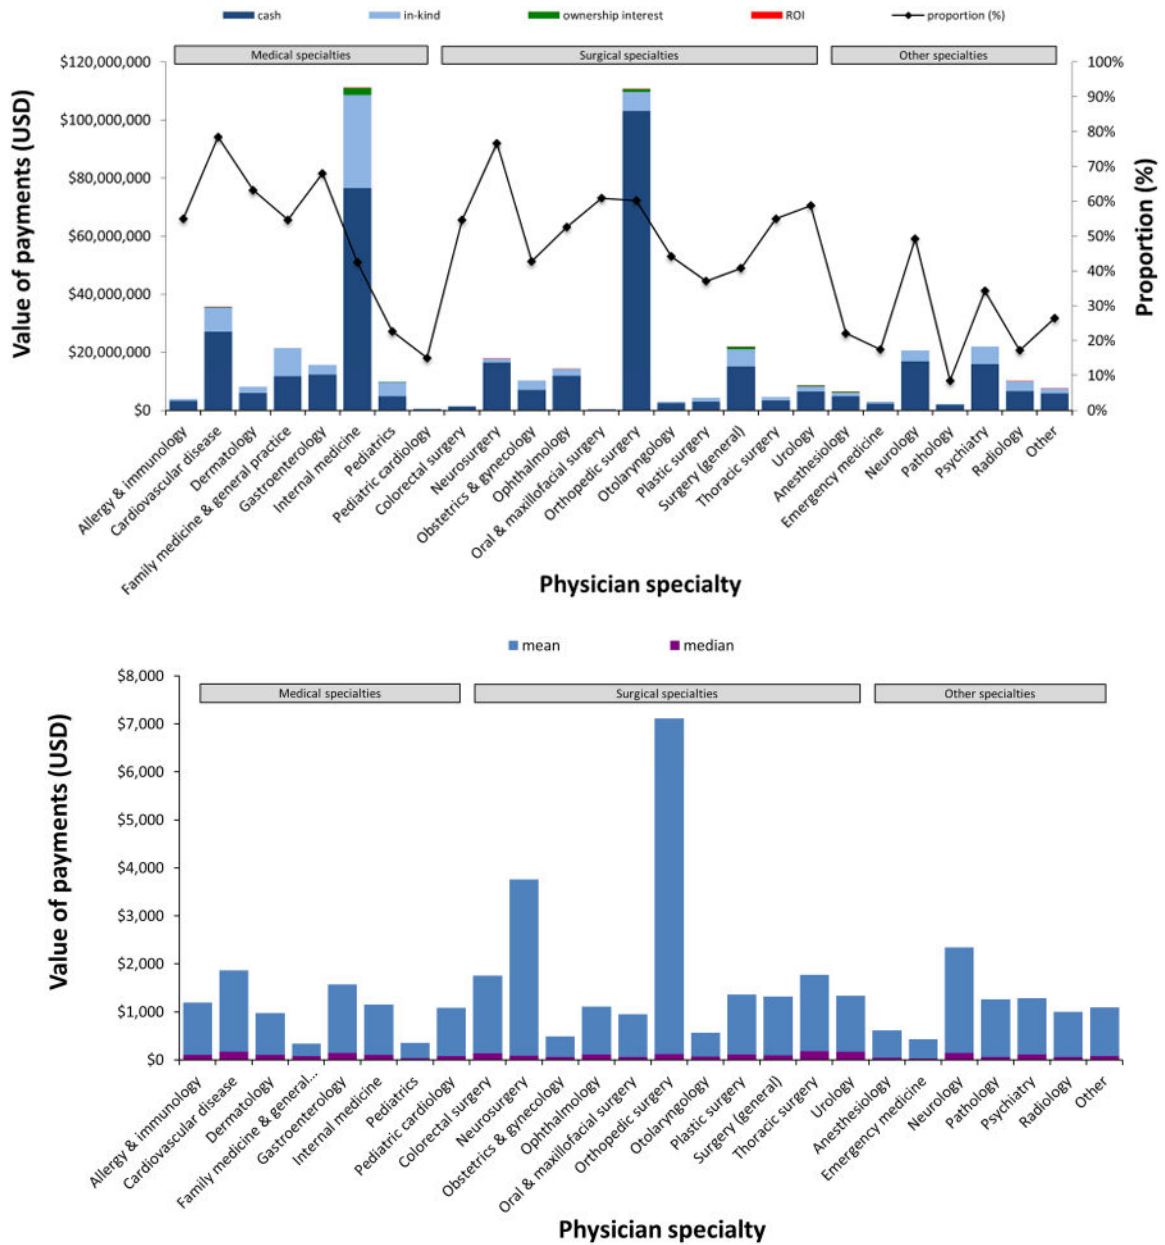 cash in-kind ownership interest ROI proportion (%)
Medical specialties Surgical specialties Other specialties
$120,000,000 100%
90%
$100,000,000
80%
$80,000,000
70%
$60,000,000
60%
50%
$40,000,000
40%
30%
$20,000,000
20%
10%
$0 0%
Value of payments (USD)
Proportion (%)
Allergy & immunology
Cardiovascular disease
Dermatology
Family medicine & general practice
Gastroenterology
Internal medicine
Pediatrics
Pediatric cardiology
Colorectal surgery
Neurosurgery
Obstetrics & gynecology
Ophthalmology
Oral & maxillofacial surgery
Orthopedic surgery
Otolaryngology
Plastic surgery
Surgery (general)
Thoracic surgery
Urology
Anesthesiology
Emergency medicine
Neurology
Pathology
Psychiatry
Radiology
Other
Physician specialty
mean median
Medical specialties Surgical specialties Other specialties
$8,000
$7,000
$6,000
$5,000
$4,000
$3,000
$2,000
$1,000
$0
Value of payments (USD)
Allergy & immunology
Cardiovascular disease
Dermatology
Family medicine & general...
Gastroenterology
Internal medicine
Pediatrics
Pediatric cardiology
Colorectal surgery
Neurosurgery
Obstetrics & gynecology
Ophthalmology
Oral & maxillofacial surgery
Orthopedic surgery
Otolaryngology
Plastic surgery
Surgery (general)
Thoracic surgery
Urology
Anesthesiology
Emergency medicine
Neurology
Pathology
Psychiatry
Radiology
Other
Physician specialty